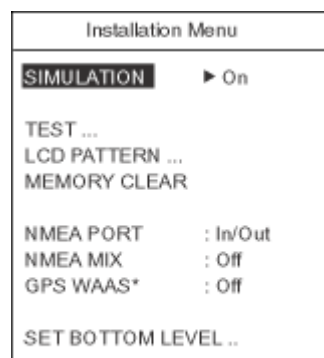 Installation Menu
SIMULATION ▶ On
TEST ...
LCD PATTERN ...
MEMORY CLEAR
NMEA PORT : In/Out
NMEA MIX : Off
GPS WAAS* : Off
SET BOTTOM LEVEL ..